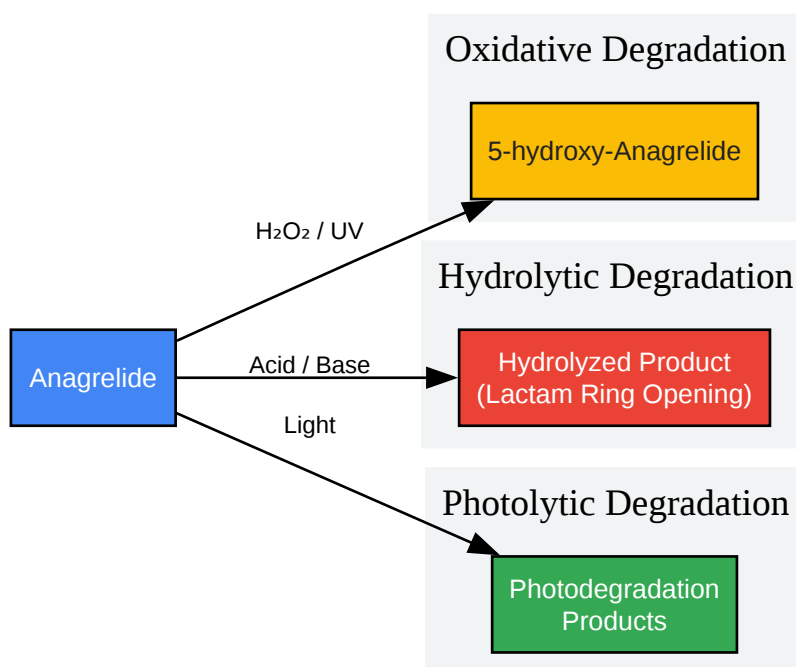 Oxidative Degradation
5-hydroxy-Anagrelide
H₂O₂ / UV
Hydrolytic Degradation
Anagrelide
Acid / Base
Hydrolyzed Product
(Lactam Ring Opening)
Light
Photolytic Degradation
Photodegradation
Products